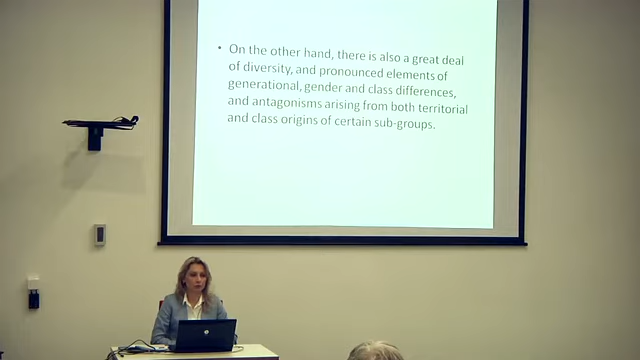 • On the other hand, there is also a great deal
of diversity, and pronounced elements of
generational, gender and class differences,
and antagonisms arising from both territorial
and class origins of certain sub-groups.